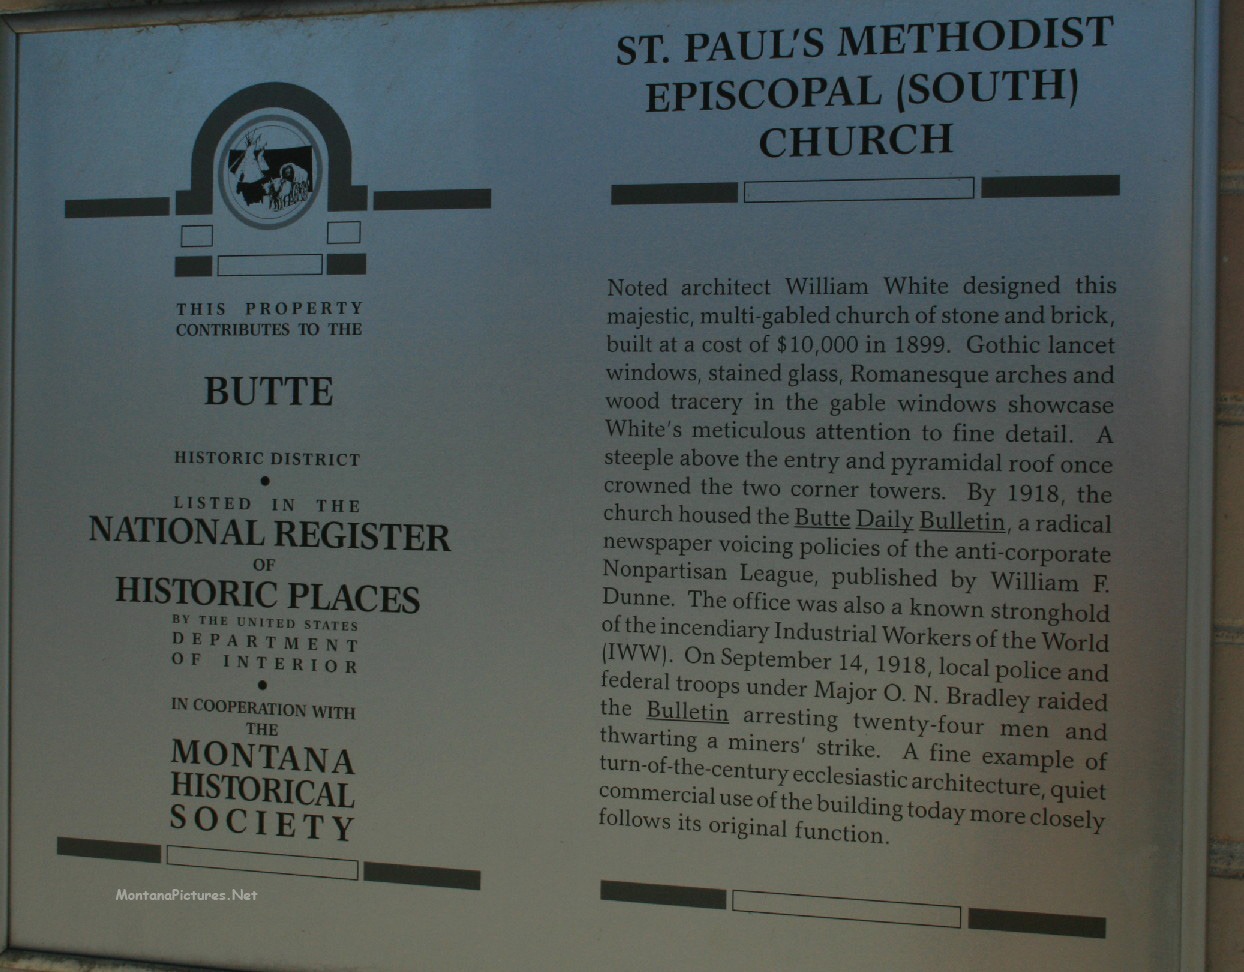 THIS PROPERTY
CONTRIBUTES TO THE
BUTTE
HISTORIC DISTRICT
•
LISTED IN THE
NATIONAL REGISTER
OF
HISTORIC PLACES
BY THE UNITED STATES
DEPARTMENT
OF INTERIOR
•
IN COOPERATION WITH
THE
MONTANA
HISTORICAL
SOCIETY
MontanaPictures.Net
ST. PAUL'S METHODIST
EPISCOPAL (SOUTH)
CHURCH
Noted architect William White designed this
majestic, multi-gabled church of stone and brick,
built at a cost of $10,000 in 1899. Gothic lancet
windows, stained glass, Romanesque arches and
wood tracery in the gable windows showcase
White's meticulous attention to fine detail. A
steeple above the entry and pyramidal roof once
crowned the two corner towers. By 1918, the
church housed the Butte Daily Bulletin, a radical
newspaper voicing policies of the anti-corporate
Nonpartisan League, published by William F.
Dunne. The office was also a known stronghold
of the incendiary Industrial Workers of the World
(IWW). On September 14, 1918, local police and
federal troops under Major O. N. Bradley raided
the Bulletin arresting twenty-four men and
thwarting a miners' strike. A fine example of
turn-of-the-century ecclesiastic architecture, quiet
commercial use of the building today more closely
follows its original function.